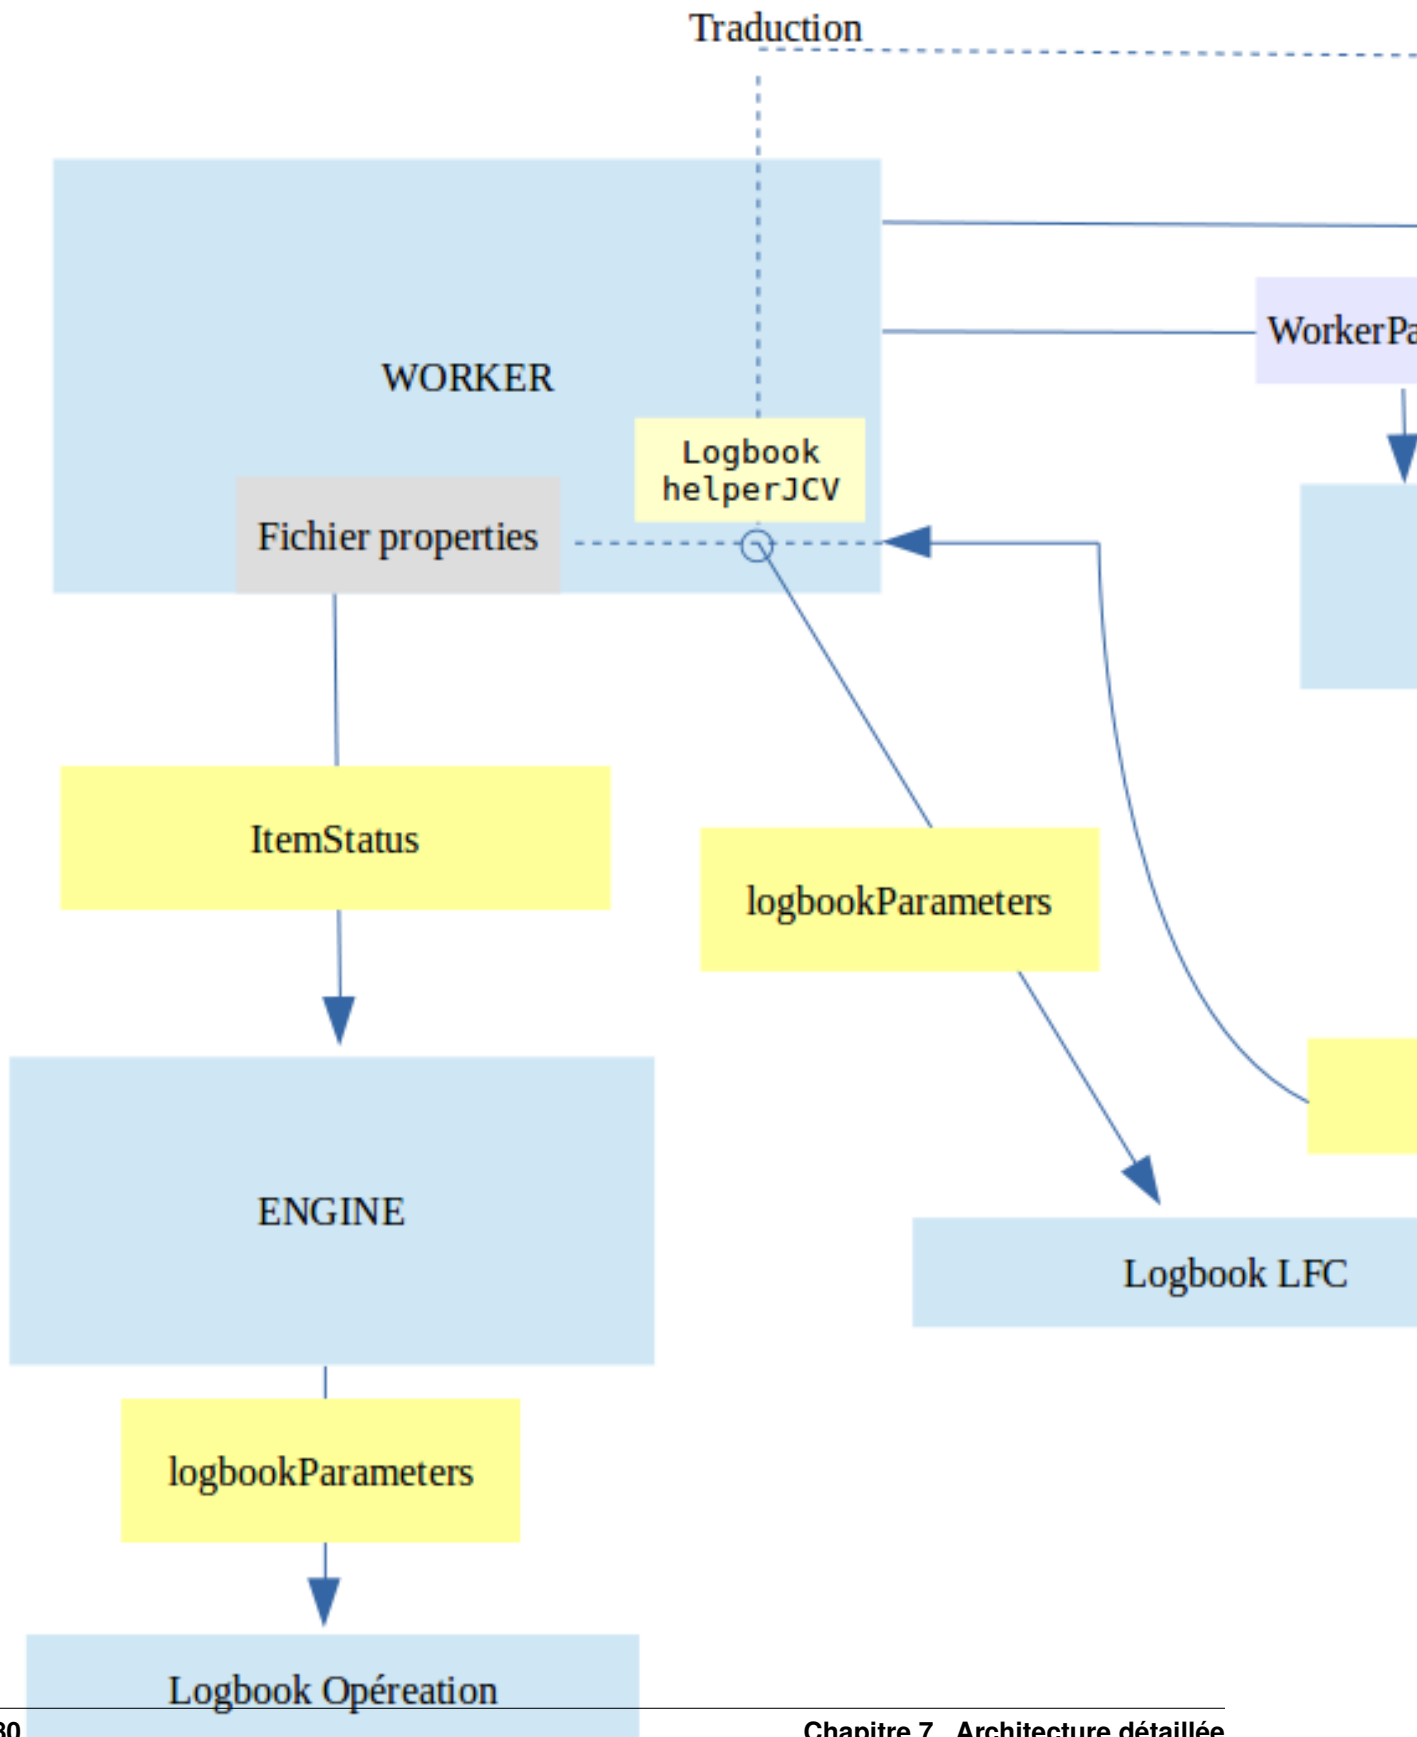 Traduction
WORKER
Logbook
helperJCV
Fichier properties
ItemStatus
logbookParameters
ENGINE
Logbook LFC
logbookParameters
Logbook Opéreation
Chapitre 7. Architecture détaillée